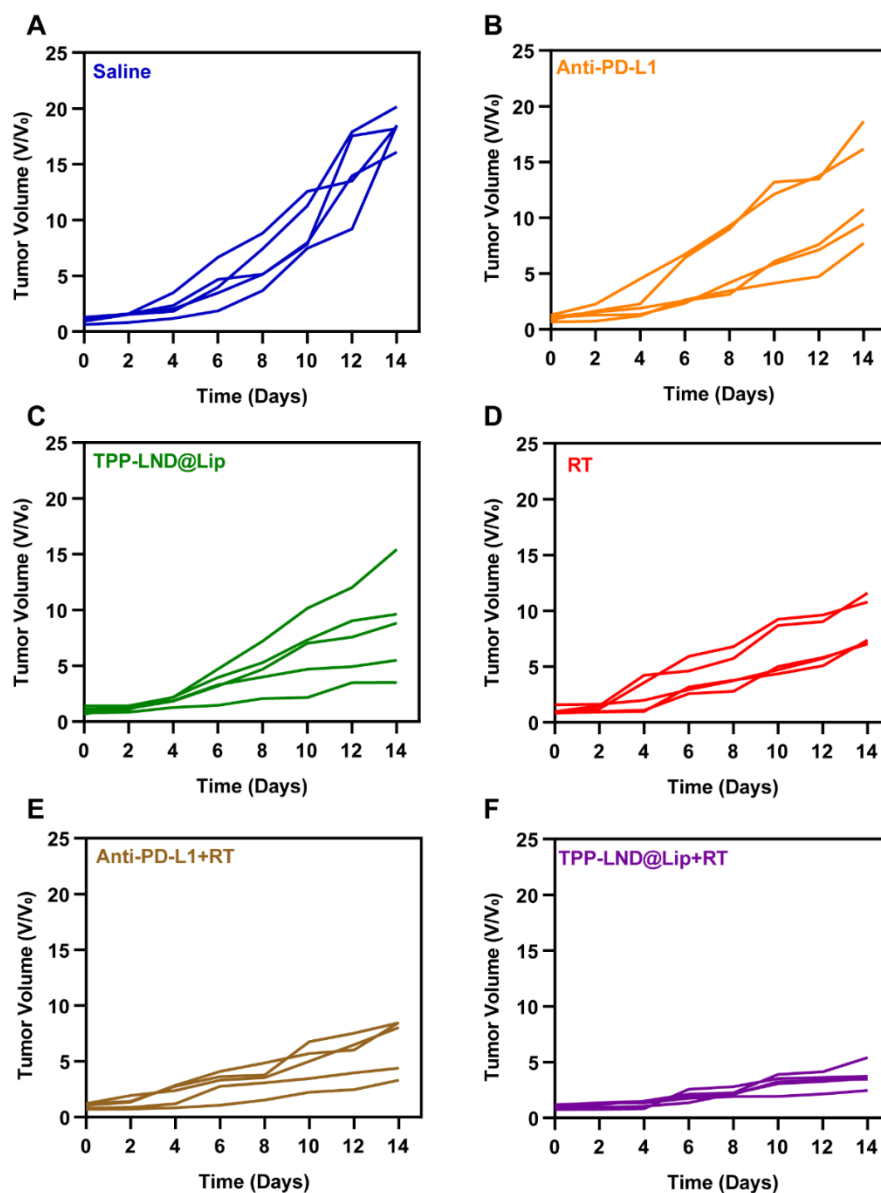 A
Saline
Tumor Volume (V/V₀)
25
20
15
10
5
0
0 2 4 6 8 10 12 14
Time (Days)
B
Anti-PD-L1
Tumor Volume (V/V₀)
25
20
15
10
5
0
0 2 4 6 8 10 12 14
Time (Days)
C
TPP-LND@Lip
Tumor Volume (V/V₀)
25
20
15
10
5
0
0 2 4 6 8 10 12 14
Time (Days)
D
RT
Tumor Volume (V/V₀)
25
20
15
10
5
0
0 2 4 6 8 10 12 14
Time (Days)
E
Anti-PD-L1+RT
Tumor Volume (V/V₀)
25
20
15
10
5
0
0 2 4 6 8 10 12 14
Time (Days)
F
TPP-LND@Lip+RT
Tumor Volume (V/V₀)
25
20
15
10
5
0
0 2 4 6 8 10 12 14
Time (Days)